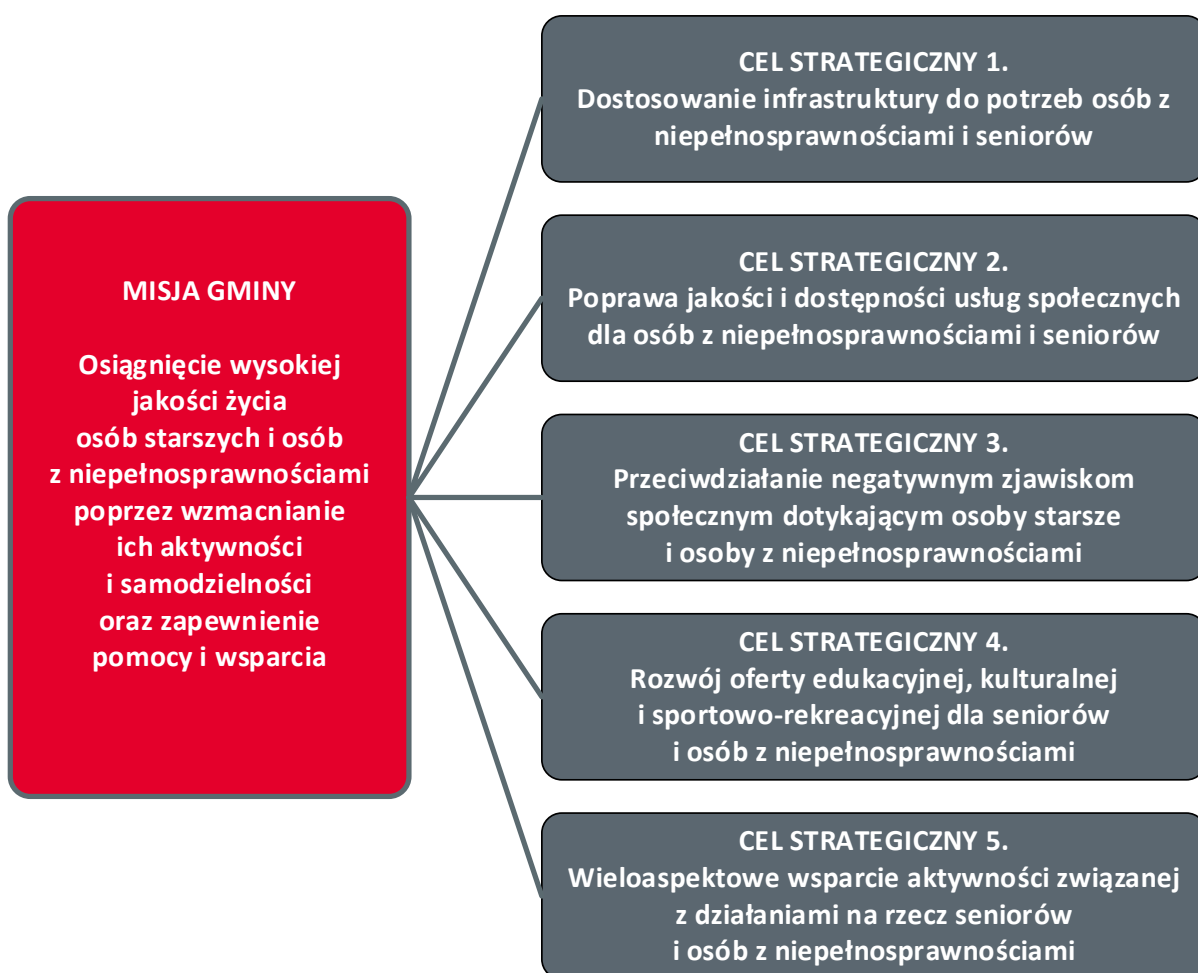 MISJA GMINY
Osiągnięcie wysokiej
jakości życia
osób starszych i osób
z niepełnosprawnościami
poprzez wzmacnianie
ich aktywności
i samodzielności
oraz zapewnienie
pomocy i wsparcia
CEL STRATEGICZNY 1.
Dostosowanie infrastruktury do potrzeb osób z
niepełnosprawnościami i seniorów
CEL STRATEGICZNY 2.
Poprawa jakości i dostępności usług społecznych
dla osób z niepełnosprawnościami i seniorów
CEL STRATEGICZNY 3.
Przeciwdziałanie negatywnym zjawiskom
społecznym dotykającym osoby starsze
i osoby z niepełnosprawnościami
CEL STRATEGICZNY 4.
Rozwój oferty edukacyjnej, kulturalnej
i sportowo-rekreacyjnej dla seniorów
i osób z niepełnosprawnościami
CEL STRATEGICZNY 5.
Wieloaspektowe wsparcie aktywności związanej
z działaniami na rzecz seniorów
i osób z niepełnosprawnościami